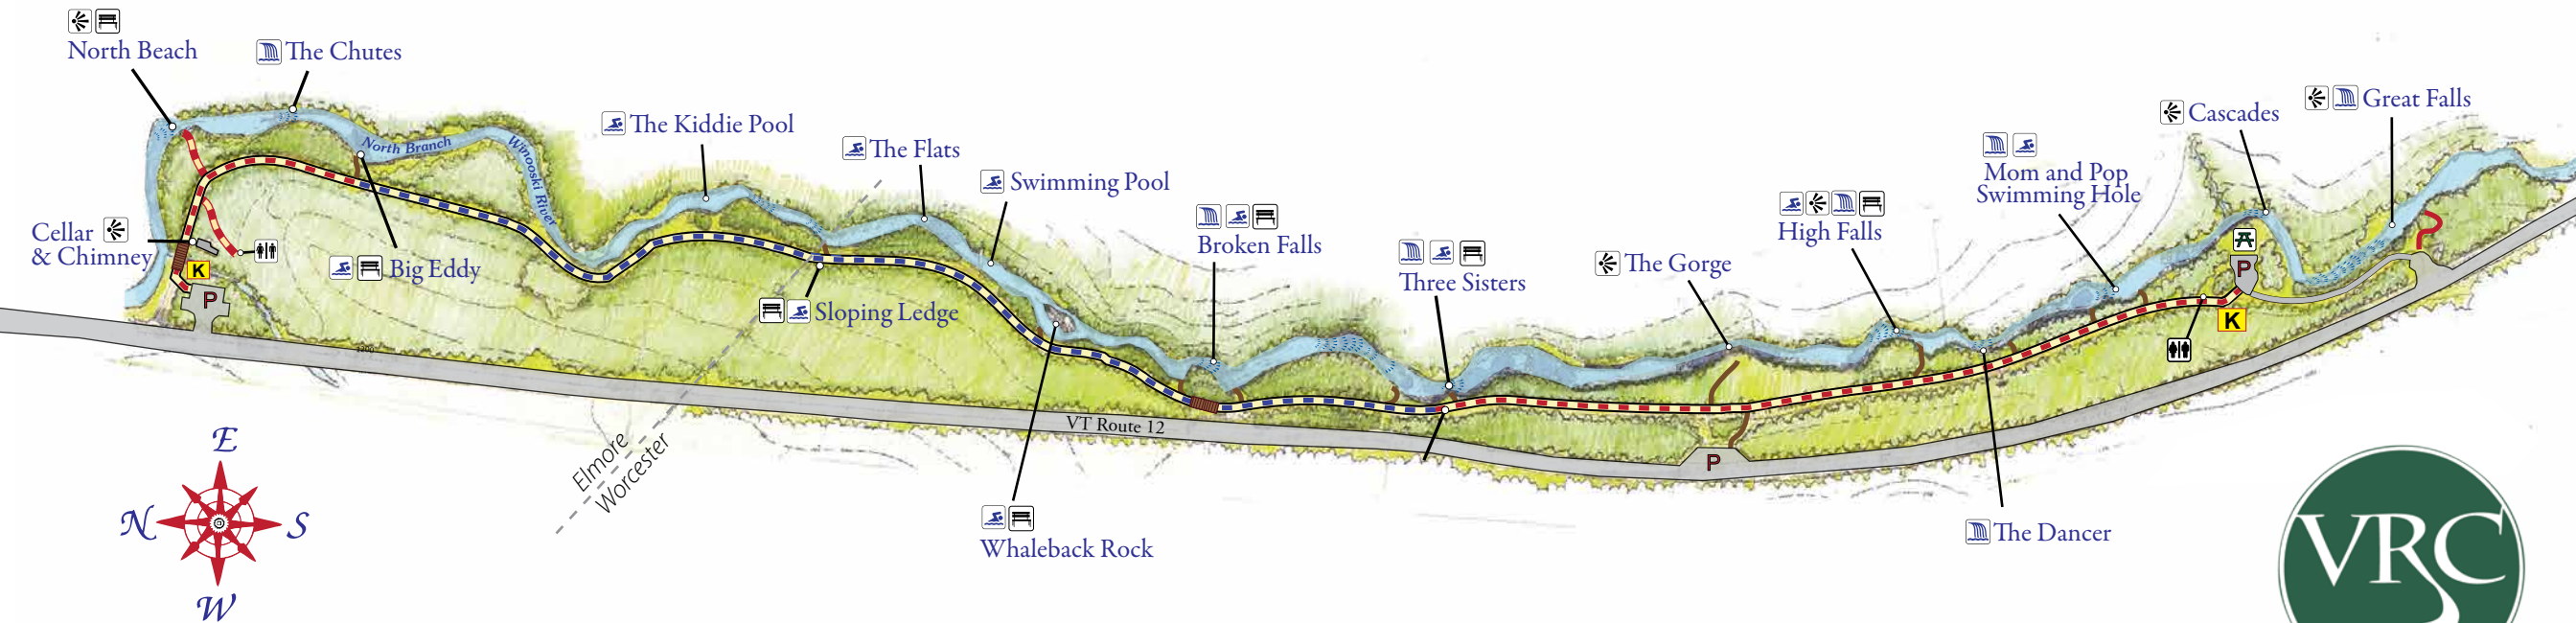 North Beach
The Chutes
Cellar
& Chimney
K
P
North Branch
Winooski River
Big Eddy
The Kiddie Pool
The Flats
Swimming Pool
Sloping Ledge
Broken Falls
Three Sisters
The Gorge
High Falls
Mom and Pop
Swimming Hole
Cascades
Great Falls
P
K
P
VT Route 12
1200
Elmore
Worcester
Whaleback Rock
The Dancer
E
N
S
W
VRC